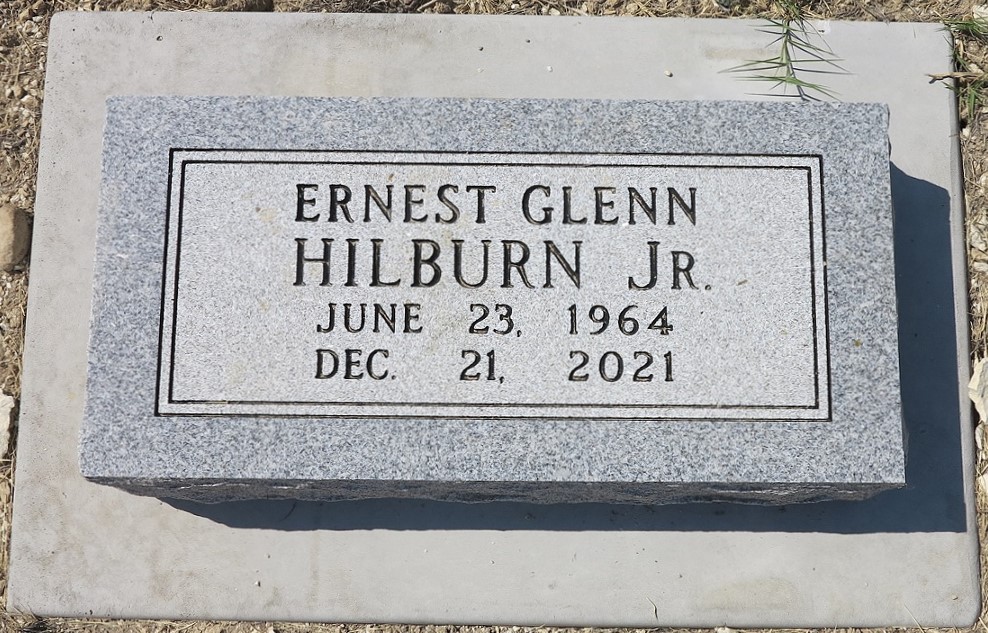 ERNEST GLENN
HILBURN JR.
JUNE 23, 1964
DEC. 21, 2021